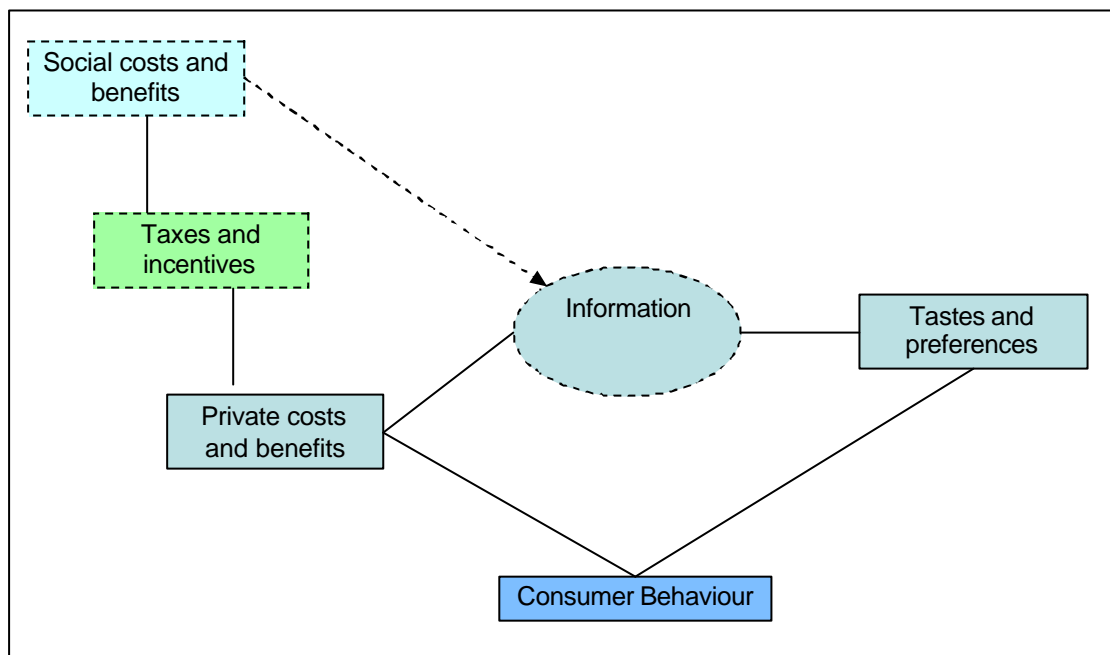 Social costs and
benefits
Taxes and
incentives
Information
Tastes and
preferences
Private costs
and benefits
Consumer Behaviour